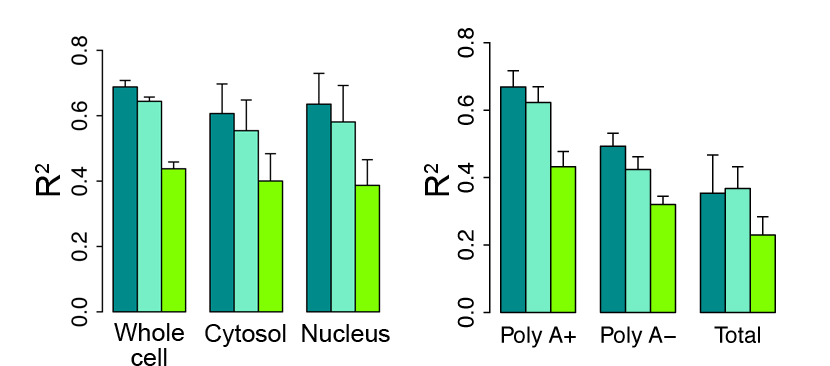 R²
0.0
0.2
0.4
0.6
0.8
Whole
cell
Cytosol
Nucleus
R²
0.0
0.2
0.4
0.6
0.8
Poly A+
Poly A−
Total